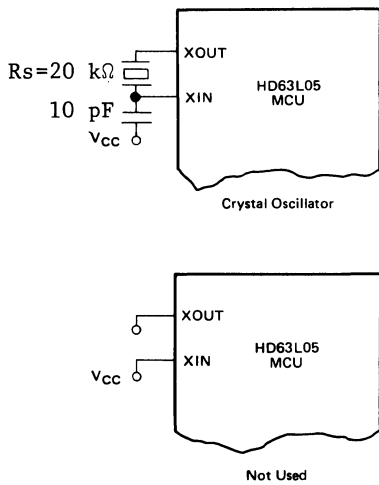 XOUT
Rs=20 kΩ
XIN
HD63L05
MCU
10 pF
VCC
Crystal Oscillator
XOUT
HD63L05
MCU
XIN
VCC
Not Used